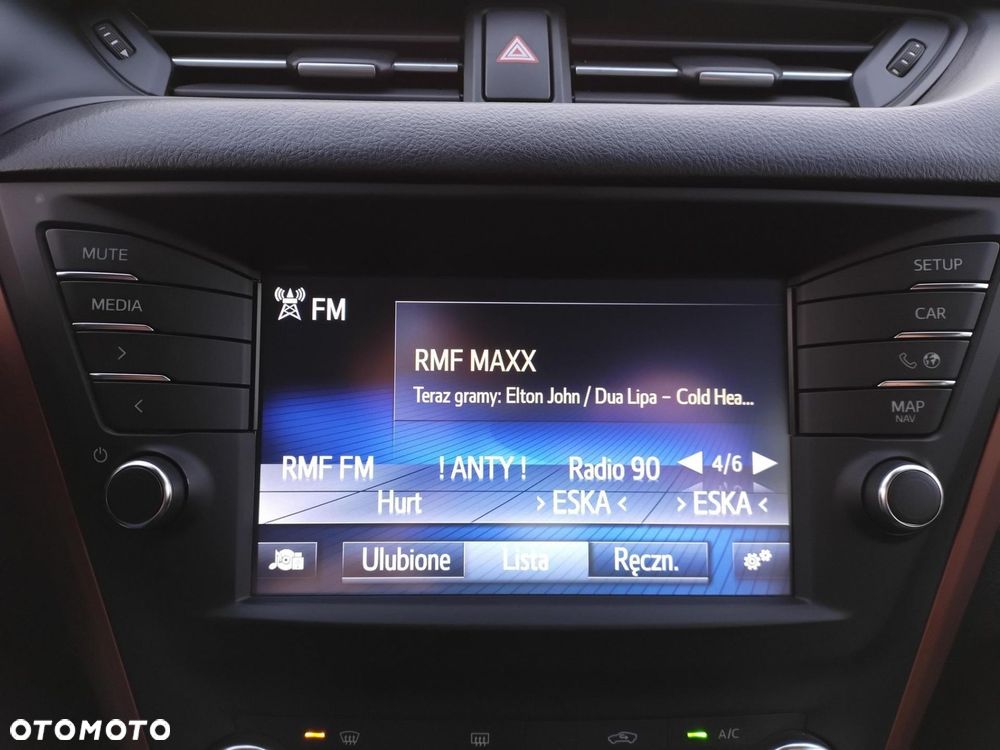 MUTE
SETUP
MEDIA
CAR
MAP
NAV
FM
RMF MAXX
Teraz gramy: Elton John / Dua Lipa - Cold Hea...
RMF FM ! ANTY ! Radio 90 4/6
Hurt > ESKA < > ESKA <
Ulubione Lista Ręczn.
A/C
OTOMOTO